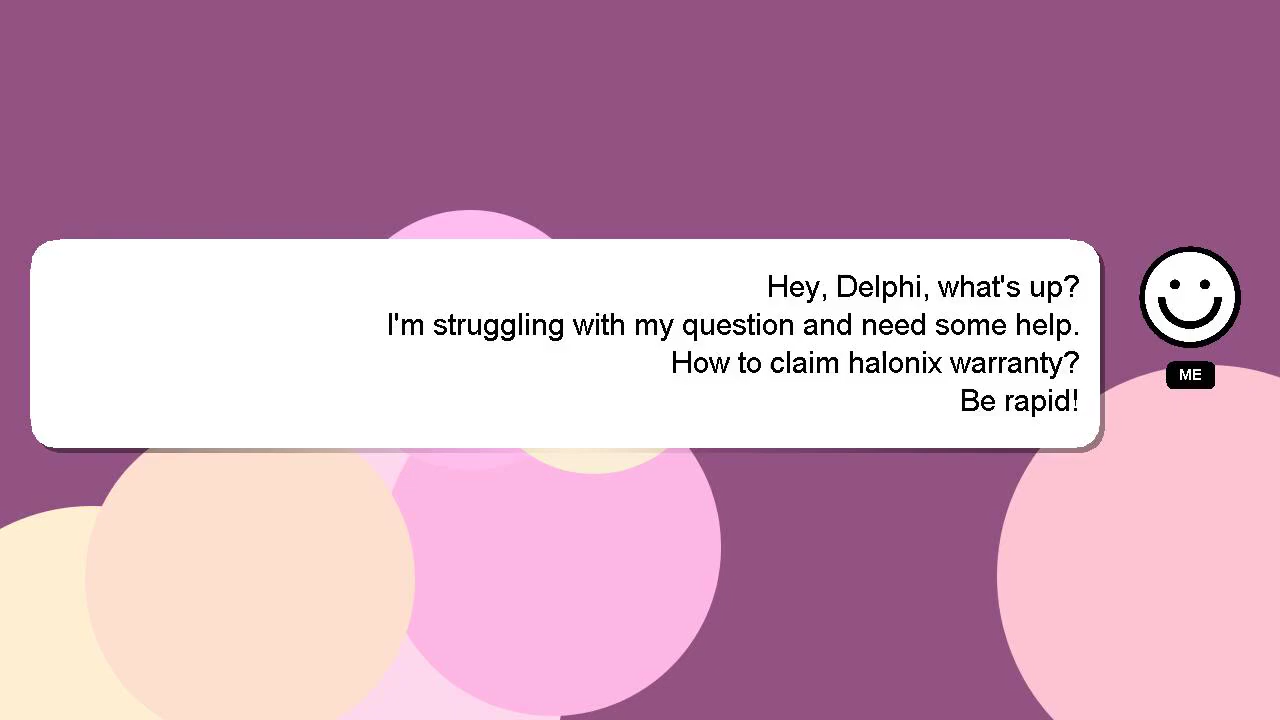 Hey, Delphi, what's up?
I'm struggling with my question and need some help.
How to claim halonix warranty?
Be rapid!
ME